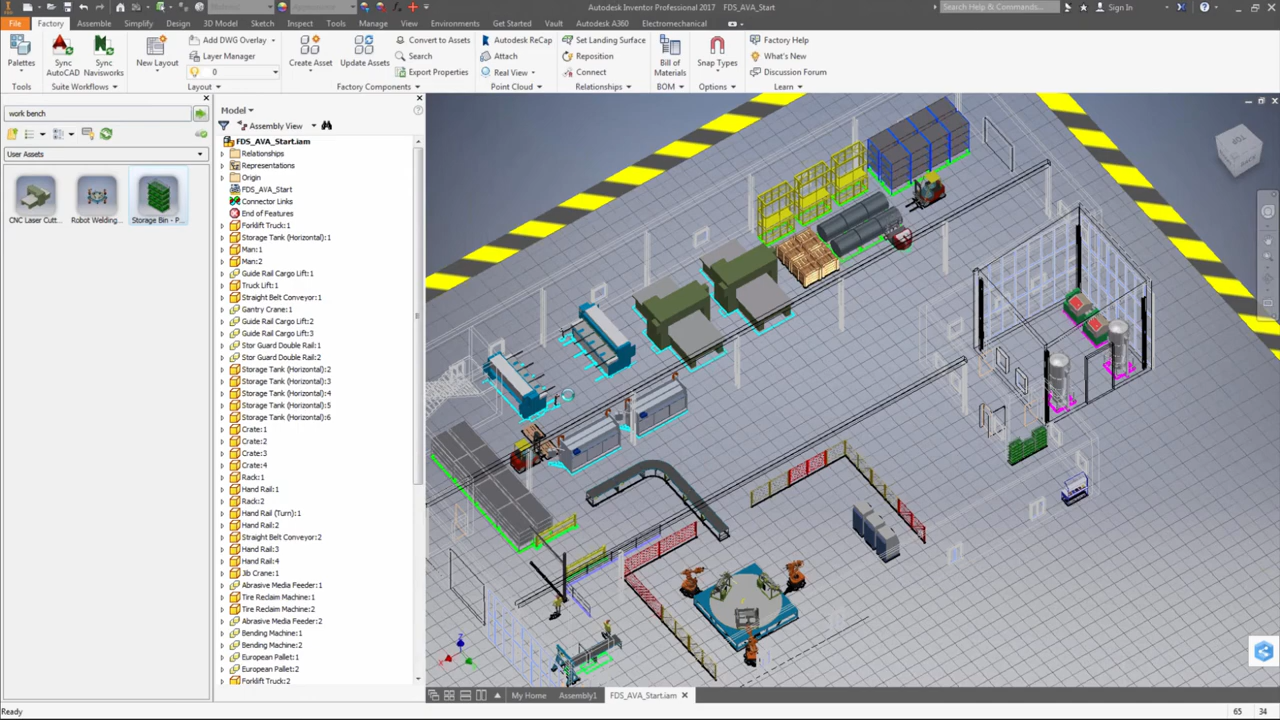 Autodesk Inventor Professional 2017 FDS_AVA_Start
Search Help & Commands...
Sign In
File Factory Assemble Simplify Design 3D Model Sketch Inspect Tools Manage View Environments Get Started Vault Autodesk A360 Electromechanical
Palettes
Sync AutoCAD
Sync Navisworks
New Layout
Add DWG Overlay
Layer Manager
0
Create Asset
Update Assets
Convert to Assets
Search
Export Properties
Autodesk ReCap
Attach
Real View
Set Landing Surface
Reposition
Connect
Bill of Materials
Snap Types
Factory Help
What's New
Discussion Forum
Tools Suite Workflows Layout Factory Components Point Cloud Relationships BOM Options Learn
work bench
User Assets
CNC Laser Cutt... Robot Welding... Storage Bin - P...
Model
Assembly View
FDS_AVA_Start.iam
Relationships
Representations
Origin
FDS_AVA_Start
Connector Links
End of Features
Forklift Truck:1
Storage Tank (Horizontal):1
Man:1
Man:2
Guide Rail Cargo Lift:1
Truck Lift:1
Straight Belt Conveyor:1
Gantry Crane:1
Guide Rail Cargo Lift:2
Guide Rail Cargo Lift:3
Stor Guard Double Rail:1
Stor Guard Double Rail:2
Storage Tank (Horizontal):2
Storage Tank (Horizontal):3
Storage Tank (Horizontal):4
Storage Tank (Horizontal):5
Storage Tank (Horizontal):6
Crate:1
Crate:2
Crate:3
Crate:4
Rack:1
Hand Rail:1
Rack:2
Hand Rail (Turn):1
Hand Rail:2
Straight Belt Conveyor:2
Hand Rail:3
Hand Rail:4
Jib Crane:1
Abrasive Media Feeder:1
Tire Reclaim Machine:1
Tire Reclaim Machine:2
Abrasive Media Feeder:2
Bending Machine:1
Bending Machine:2
European Pallet:1
European Pallet:2
Forklift Truck:2
My Home Assembly1 FDS_AVA_Start.iam
Ready
65 34